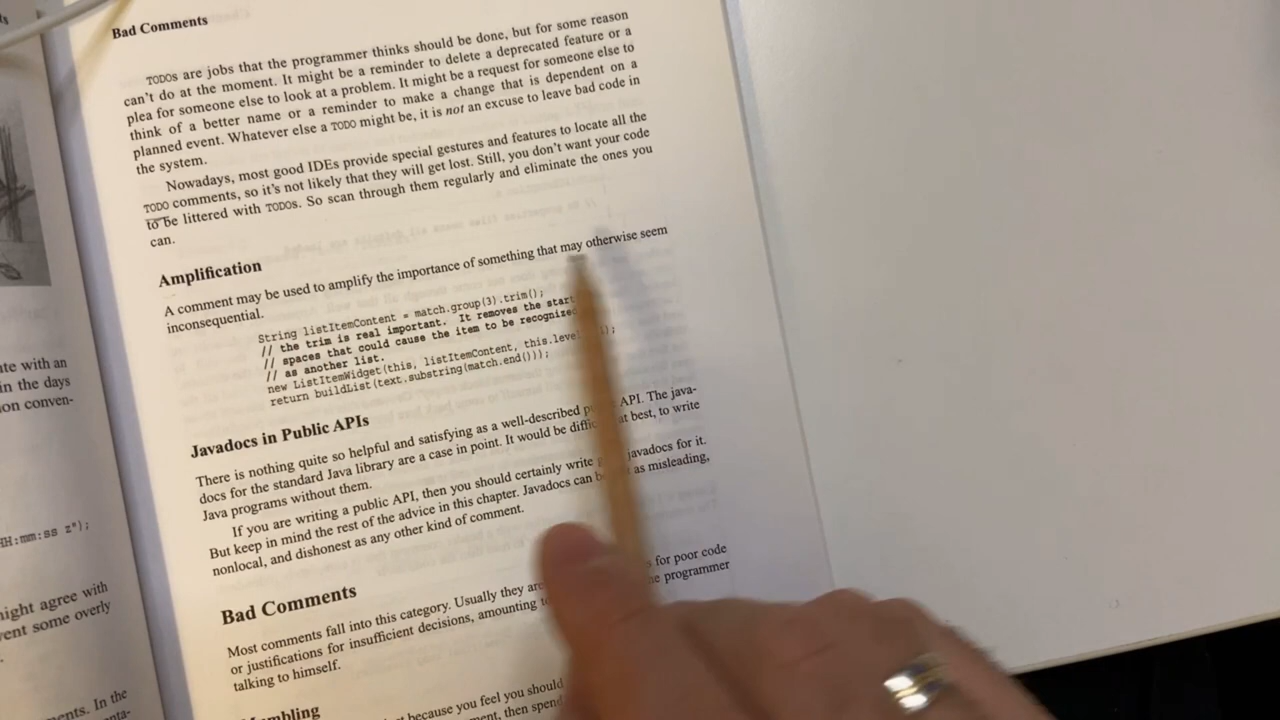 ts
Bad Comments
TODOs are jobs that the programmer thinks should be done, but for some reason
can't do at the moment. It might be a reminder to delete a deprecated feature or a
plea for someone else to look at a problem. It might be a request for someone else to
think of a better name or a reminder to make a change that is dependent on a
planned event. Whatever else a TODO might be, it is not an excuse to leave bad code in
the system.
Nowadays, most good IDEs provide special gestures and features to locate all the
TODO comments, so it's not likely that they will get lost. Still, you don't want your code
to be littered with TODOs. So scan through them regularly and eliminate the ones you
can.
Amplification
A comment may be used to amplify the importance of something that may otherwise seem
inconsequential.
String listItemContent = match.group(3).trim();
// the trim is real important. It removes the start
// spaces that could cause the item to be recognized
// as another list.
new ListItemWidget(this, listItemContent, this.level 1);
return buildList(text.substring(match.end()));
Javadocs in Public APIs
There is nothing quite so helpful and satisfying as a well-described API. The java-
docs for the standard Java library are a case in point. It would be at best, to write
Java programs without them.
If you are writing a public API, then you should certainly write javadocs for it.
But keep in mind the rest of the advice in this chapter. Javadocs can as misleading,
nonlocal, and dishonest as any other kind of comment.
Bad Comments
Most comments fall into this category. Usually they are for poor code
or justifications for insufficient decisions, amounting programmer
talking to himself.
because you feel you should
then
ate with an
in the days
ion conven-
HH:mm:ss z");
night agree with
vent some overly
ents. In the